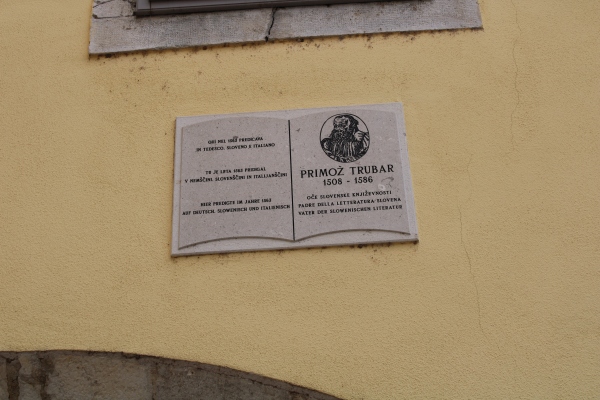 QUI NEL 1563 PREDICAVA
IN TEDESCO, SLOVENO E ITALIANO
TU JE LETA 1563 PRIDIGAL
V NEMŠČINI, SLOVENŠČINI IN ITALIJANŠČINI
HIER PREDIGTE IM JAHRE 1563
AUF DEUTSCH, SLOWENISCH UND ITALIENISCH
PRIMOŽ TRUBAR
1508 - 1586
OČE SLOVENSKE KNJIŽEVNOSTI
PADRE DELLA LETTERATURA SLOVENA
VATER DER SLOWENISCHEN LITERATUR